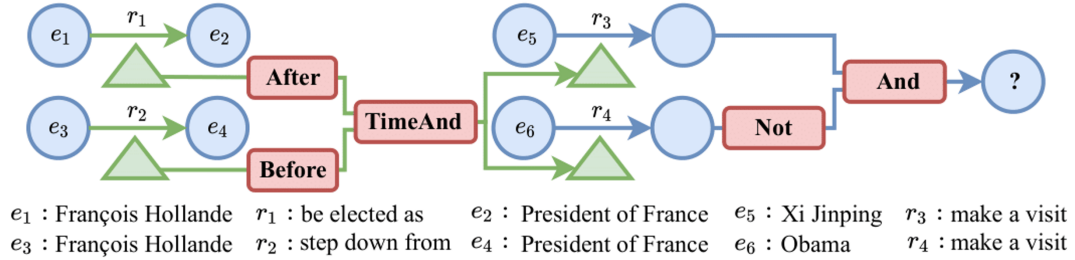 r₁ r₃
e₁ e₂ e₅
After And ?
r₂ TimeAnd r₄
e₃ e₄ e₆ Not
Before
e₁ : François Hollande r₁ : be elected as e₂ : President of France e₅ : Xi Jinping r₃ : make a visit
e₃ : François Hollande r₂ : step down from e₄ : President of France e₆ : Obama r₄ : make a visit